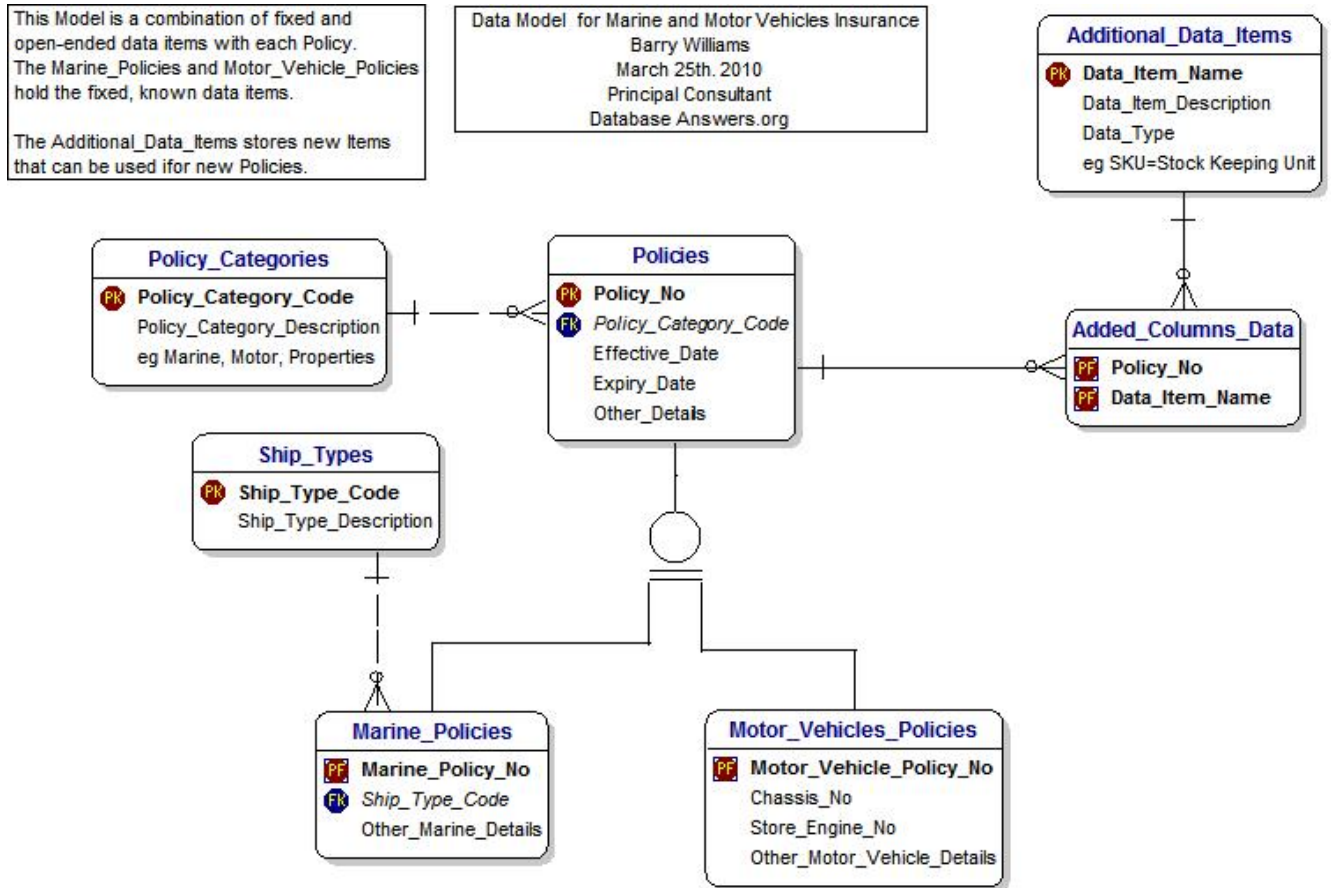 This Model is a combination of fixed and
open-ended data items with each Policy.
The Marine_Policies and Motor_Vehicle_Policies
hold the fixed, known data items.
The Additional_Data_Items stores new Items
that can be used ifor new Policies.
Data Model for Marine and Motor Vehicles Insurance
Barry Williams
March 25th. 2010
Principal Consultant
Database Answers.org
Additional_Data_Items
PK Data_Item_Name
Data_Item_Description
Data_Type
eg SKU=Stock Keeping Unit
Policy_Categories
PK Policy_Category_Code
Policy_Category_Description
eg Marine, Motor, Properties
Policies
PK Policy_No
FK Policy_Category_Code
Effective_Date
Expiry_Date
Other_Details
Added_Columns_Data
PF Policy_No
PF Data_Item_Name
Ship_Types
PK Ship_Type_Code
Ship_Type_Description
Marine_Policies
PF Marine_Policy_No
FK Ship_Type_Code
Other_Marine_Details
Motor_Vehicles_Policies
PF Motor_Vehicle_Policy_No
Chassis_No
Store_Engine_No
Other_Motor_Vehicle_Details